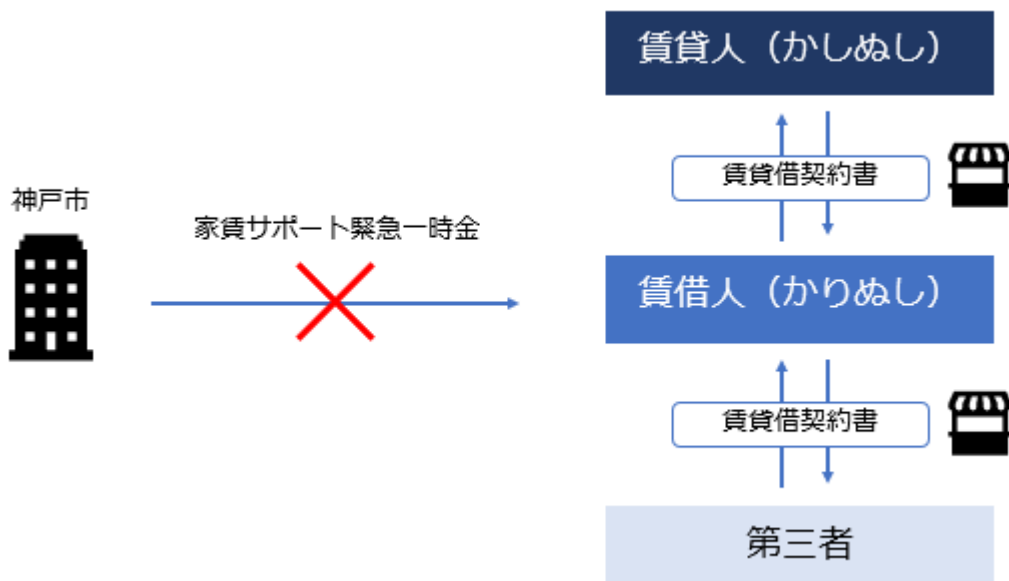 賃貸人（かしぬし）
賃貸借契約書
神戸市
家賃サポート緊急一時金
賃借人（かりぬし）
賃貸借契約書
第三者